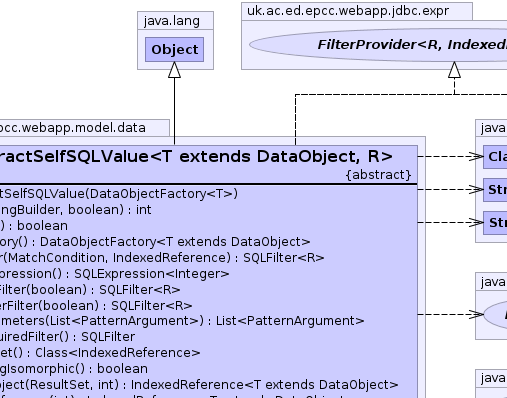 java.lang
Object
uk.ac.ed.epcc.webapp.jdbc.expr
FilterProvider<R, Indexed
pcc.webapp.model.data
ractSelfSQLValue<T extends DataObject, R>
{abstract}
tSelfSQLValue(DataObjectFactory<T>)
ngBuilder, boolean) : int
) : boolean
ory() : DataObjectFactory<T extends DataObject>
r(MatchCondition, IndexedReference) : SQLFilter<R>
pression() : SQLExpression<Integer>
Filter(boolean) : SQLFilter<R>
erFilter(boolean) : SQLFilter<R>
meters(List<PatternArgument>) : List<PatternArgument>
uiredFilter() : SQLFilter
et() : Class<IndexedReference>
gIsomorphic() : boolean
bject(ResultSet, int) : IndexedReference<T extends DataObject>
java
Cla
Str
Str
java
java